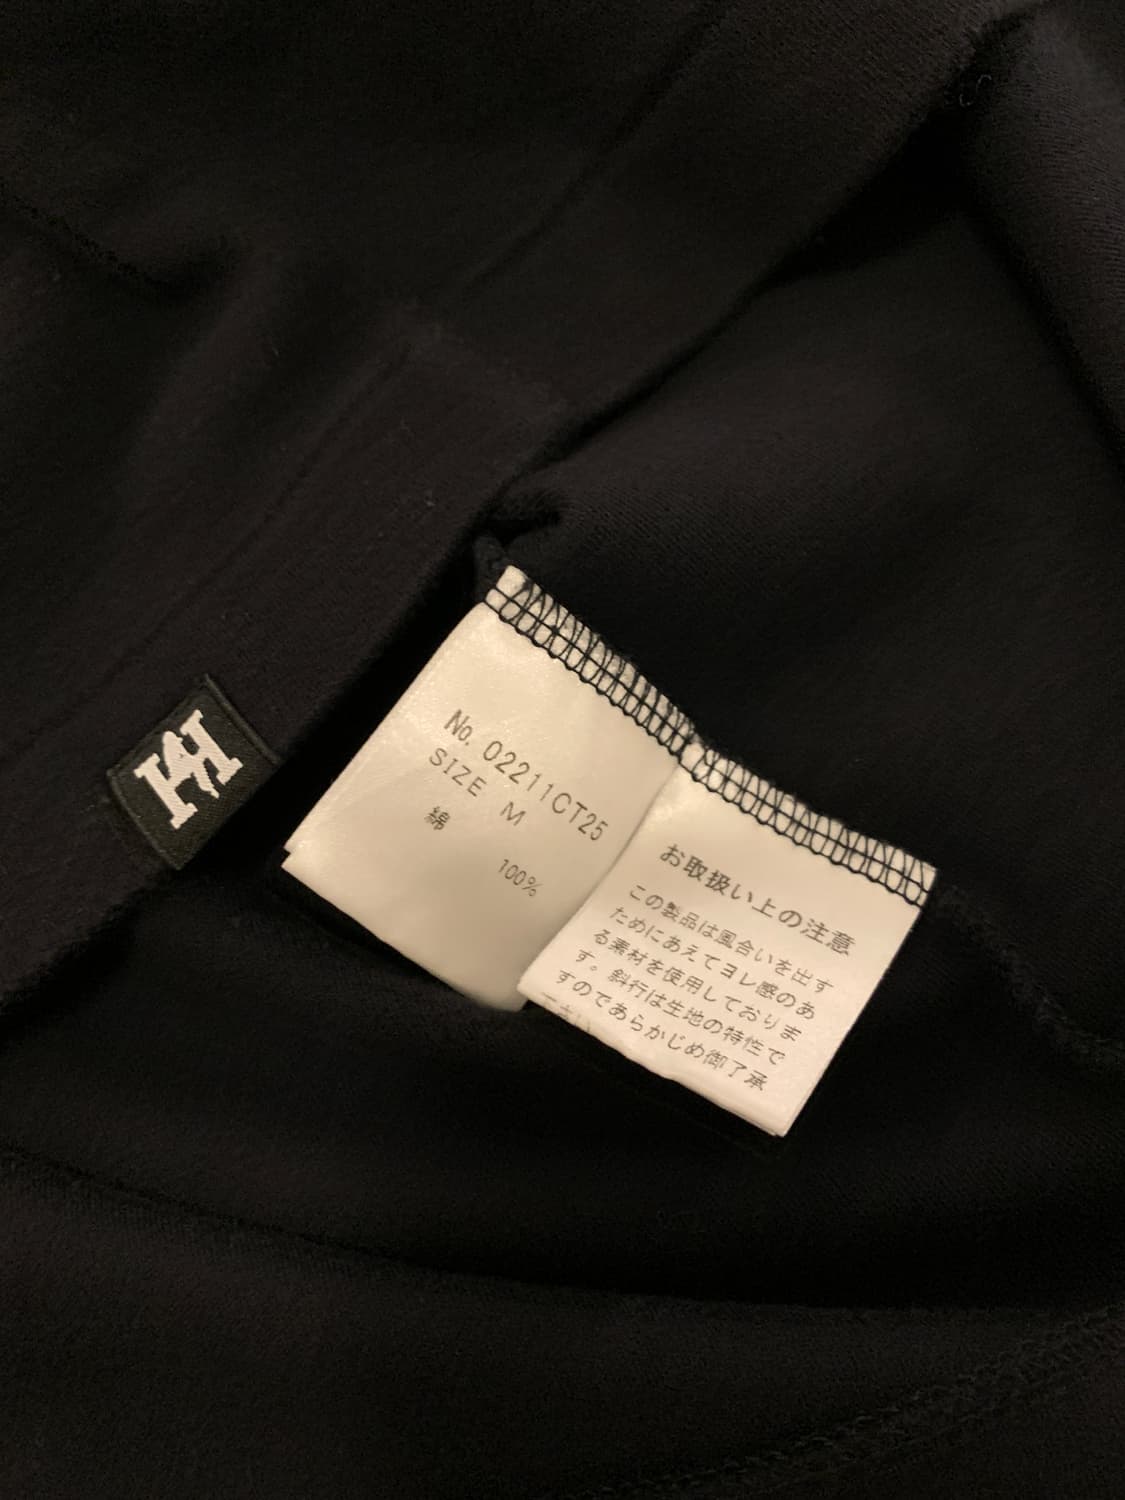 No. 02211CT25
SIZE M
綿 100%
お取扱い上の注意
この製品は風合いを出す
ためにあえてヨレ感のあ
る素材を使用しておりま
す。斜行は生地の特性で
すのであらかじめ御了承